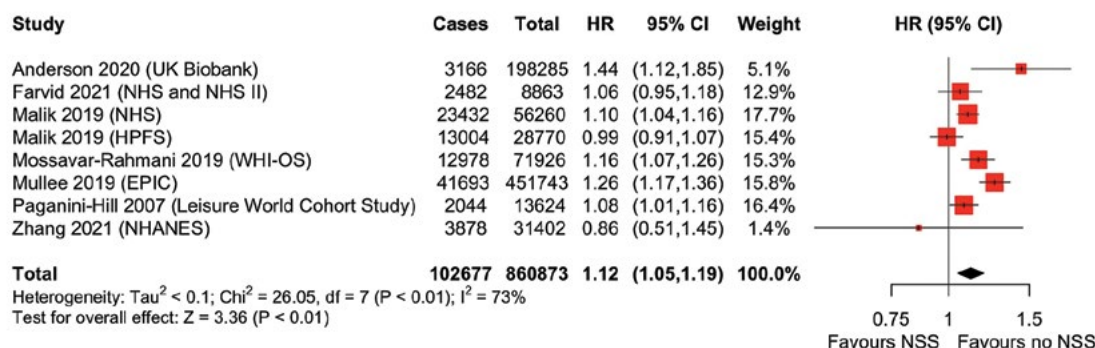 Study Cases Total HR 95% CI Weight HR (95% CI)
Anderson 2020 (UK Biobank) 3166 198285 1.44 (1.12,1.85) 5.1%
Farvid 2021 (NHS and NHS II) 2482 8863 1.06 (0.95,1.18) 12.9%
Malik 2019 (NHS) 23432 56260 1.10 (1.04,1.16) 17.7%
Malik 2019 (HPFS) 13004 28770 0.99 (0.91,1.07) 15.4%
Mossavar-Rahmani 2019 (WHI-OS) 12978 71926 1.16 (1.07,1.26) 15.3%
Mullee 2019 (EPIC) 41693 451743 1.26 (1.17,1.36) 15.8%
Paganini-Hill 2007 (Leisure World Cohort Study) 2044 13624 1.08 (1.01,1.16) 16.4%
Zhang 2021 (NHANES) 3878 31402 0.86 (0.51,1.45) 1.4%
Total 102677 860873 1.12 (1.05,1.19) 100.0%
Heterogeneity: Tau² < 0.1; Chi² = 26.05, df = 7 (P < 0.01); I² = 73%
Test for overall effect: Z = 3.36 (P < 0.01)
0.75 1 1.5
Favours NSS Favours no NSS